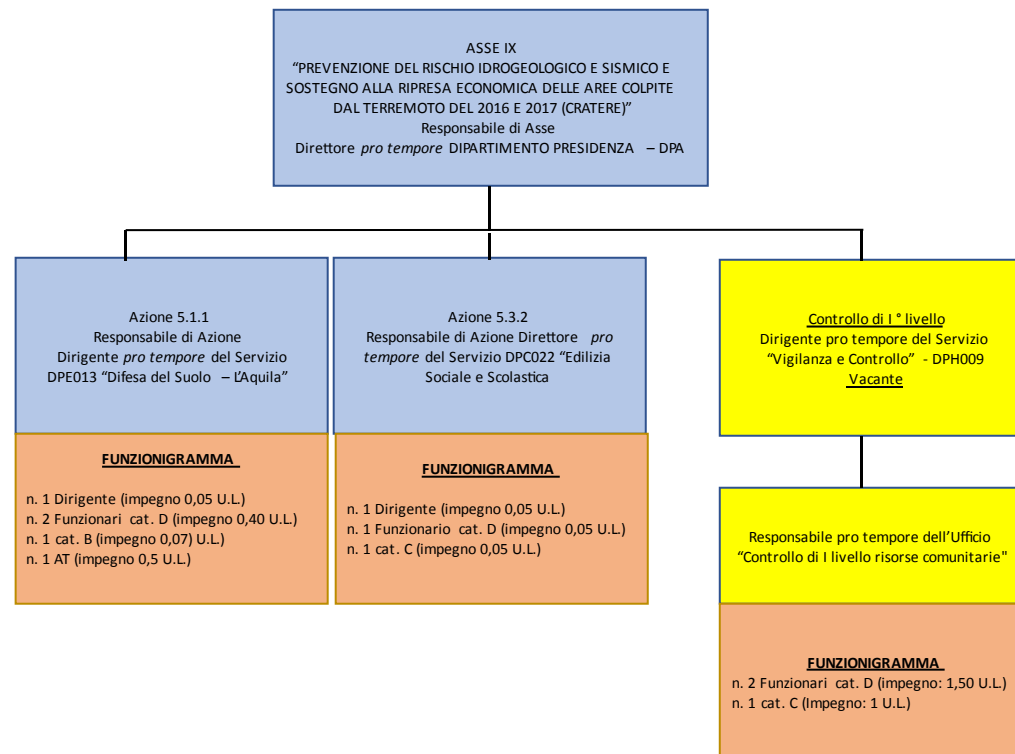 ASSE IX
“PREVENZIONE DEL RISCHIO IDROGEOLOGICO E SISMICO E
SOSTEGNO ALLA RIPRESA ECONOMICA DELLE AREE COLPITE
DAL TERREMOTO DEL 2016 E 2017 (CRATERE)”
Responsabile di Asse
Direttore pro tempore DIPARTIMENTO PRESIDENZA – DPA
Azione 5.1.1
Responsabile di Azione
Dirigente pro tempore del Servizio
DPE013 “Difesa del Suolo – L’Aquila”
FUNZIONIGRAMMA
n. 1 Dirigente (impegno 0,05 U.L.)
n. 2 Funzionari cat. D (impegno 0,40 U.L.)
n. 1 cat. B (impegno 0,07) U.L.)
n. 1 AT (impegno 0,5 U.L.)
Azione 5.3.2
Responsabile di Azione Direttore pro
tempore del Servizio DPC022 “Edilizia
Sociale e Scolastica
FUNZIONIGRAMMA
n. 1 Dirigente (impegno 0,05 U.L.)
n. 1 Funzionario cat. D (impegno 0,05 U.L.)
n. 1 cat. C (impegno 0,05 U.L.)
Controllo di I ° livello
Dirigente pro tempore del Servizio
“Vigilanza e Controllo” - DPH009
Vacante
Responsabile pro tempore dell’Ufficio
“Controllo di I livello risorse comunitarie"
FUNZIONIGRAMMA
n. 2 Funzionari cat. D (impegno: 1,50 U.L.)
n. 1 cat. C (Impegno: 1 U.L.)